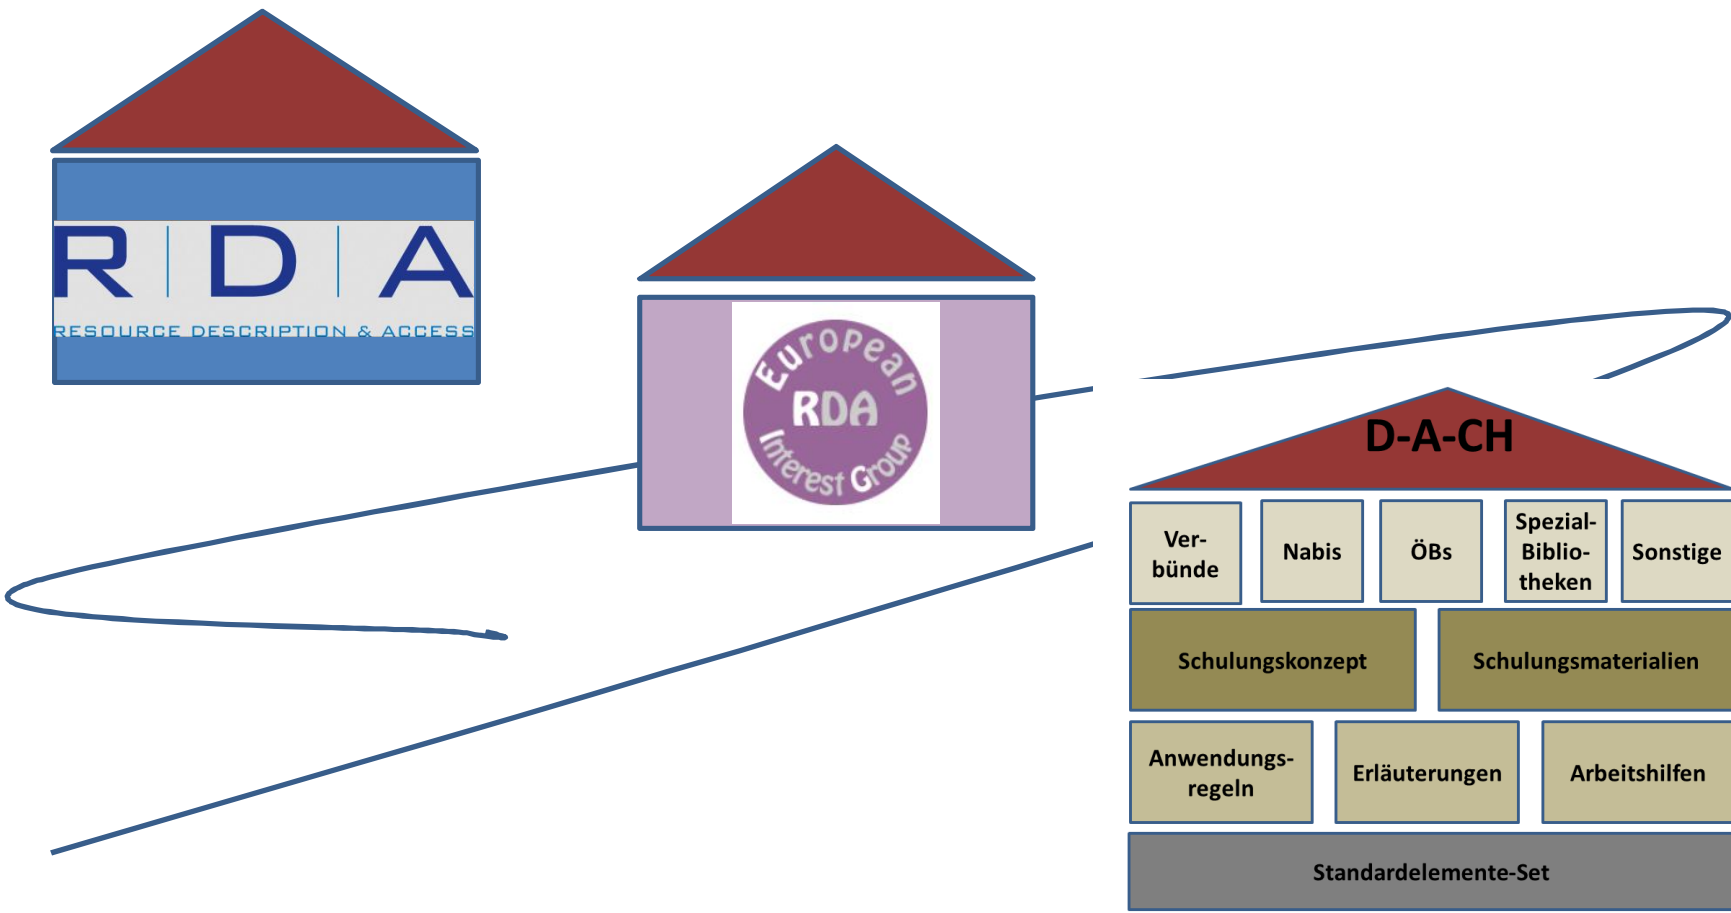 R | D | A
RESOURCE DESCRIPTION & ACCESS
European
RDA
Interest Group
D-A-CH
Ver-
bünde
Nabis
ÖBs
Spezial-
Biblio-
theken
Sonstige
Schulungskonzept
Schulungsmaterialien
Anwendungs-
regeln
Erläuterungen
Arbeitshilfen
Standardelemente-Set